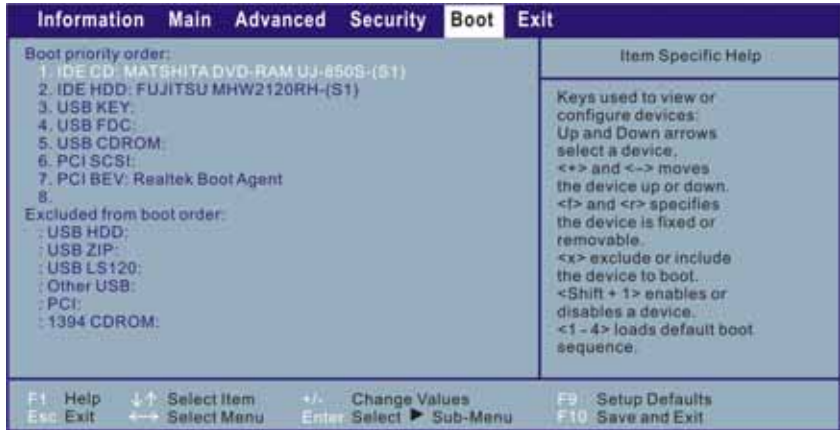 Information Main Advanced Security Boot Exit
Boot priority order:
1. IDE CD: MATSHITA DVD-RAM UJ-850S-(S1)
2. IDE HDD: FUJITSU MHW2120RH-(S1)
3. USB KEY:
4. USB FDC:
5. USB CDROM:
6. PCI SCSI:
7. PCI BEV: Realtek Boot Agent
8.
Excluded from boot order:
: USB HDD:
: USB ZIP:
: USB LS120:
: Other USB:
: PCI:
: 1394 CDROM:
Item Specific Help
Keys used to view or
configure devices:
Up and Down arrows
select a device.
<+> and <-> moves
the device up or down.
<f> and <r> specifies
the device is fixed or
removable.
<x> exclude or include
the device to boot.
<Shift + 1> enables or
disables a device.
<1 - 4> loads default boot
sequence.
F1 Help ↓↑ Select Item +/- Change Values F9 Setup Defaults
Esc Exit ←→ Select Menu Enter Select ▶ Sub-Menu F10 Save and Exit